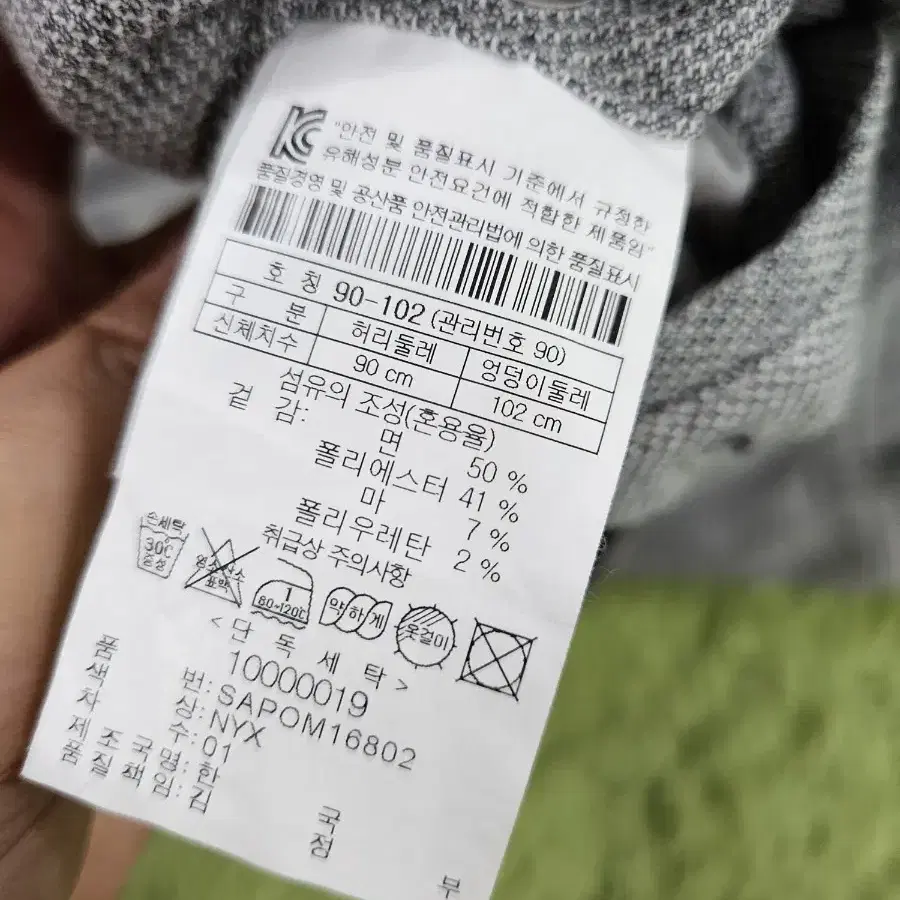 "안전 및 품질표시 기준에서 규정한
유해성분 안전요건에 적합한 제품임"
품질경영 및 공산품 안전관리법에 의한 품질표시
호 칭 90-102 (관리번호 90)
구 분 허리둘레 엉덩이둘레
신체치수 90 cm 102 cm
섬유의 조성(혼용율)
겉 감:
면 50 %
폴리에스터 41 %
마 7 %
폴리우레탄 2 %
취급상 주의사항
손세탁 30℃ 중성
염소산소표백
1 80~120℃
약하게
옷걸이
<단 독 세 탁>
10000019
품 번: SAPOM16802
색 상: NYX
차 수: 01
제 조 국 명: 한 국
품 질 책 임: 김 정 부